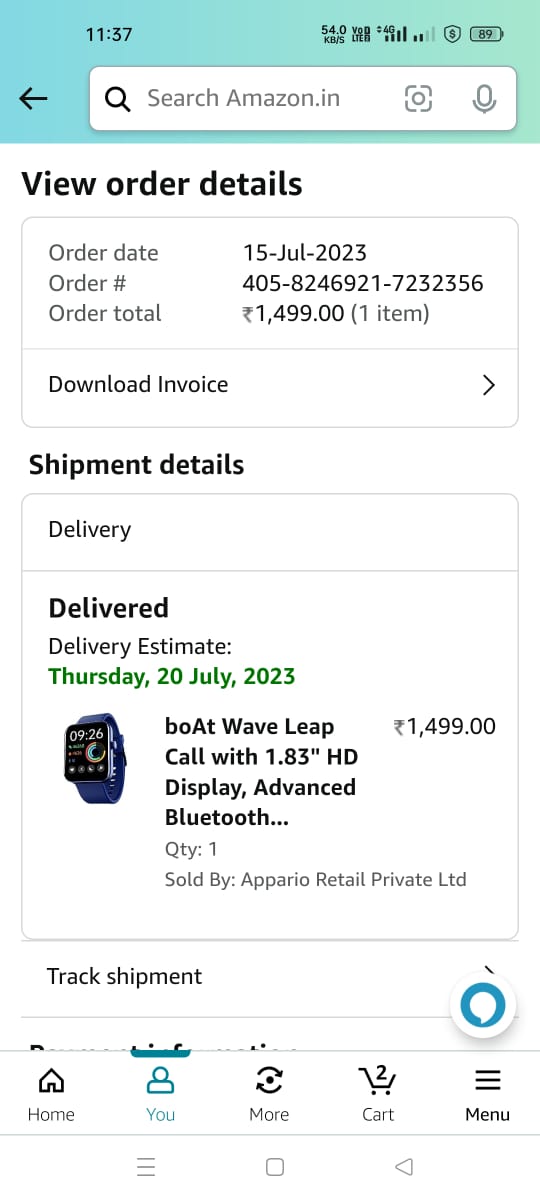 11:37
54.0 KB/S VoD LTE2 4G 89
Search Amazon.in
View order details
Order date 15-Jul-2023
Order # 405-8246921-7232356
Order total ₹1,499.00 (1 item)
Download Invoice
Shipment details
Delivery
Delivered
Delivery Estimate:
Thursday, 20 July, 2023
09:26
boAt Wave Leap ₹1,499.00
Call with 1.83" HD
Display, Advanced
Bluetooth...
Qty: 1
Sold By: Appario Retail Private Ltd
Track shipment
2
Home You More Cart Menu